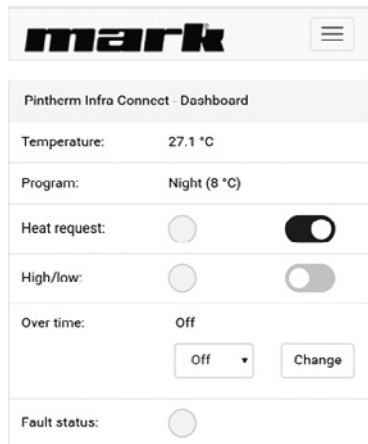 mark
Pintherm Infra Connect - Dashboard
Temperature: 27.1 °C
Program: Night (8 °C)
Heat request:
High/low:
Over time: Off
Off Change
Fault status: